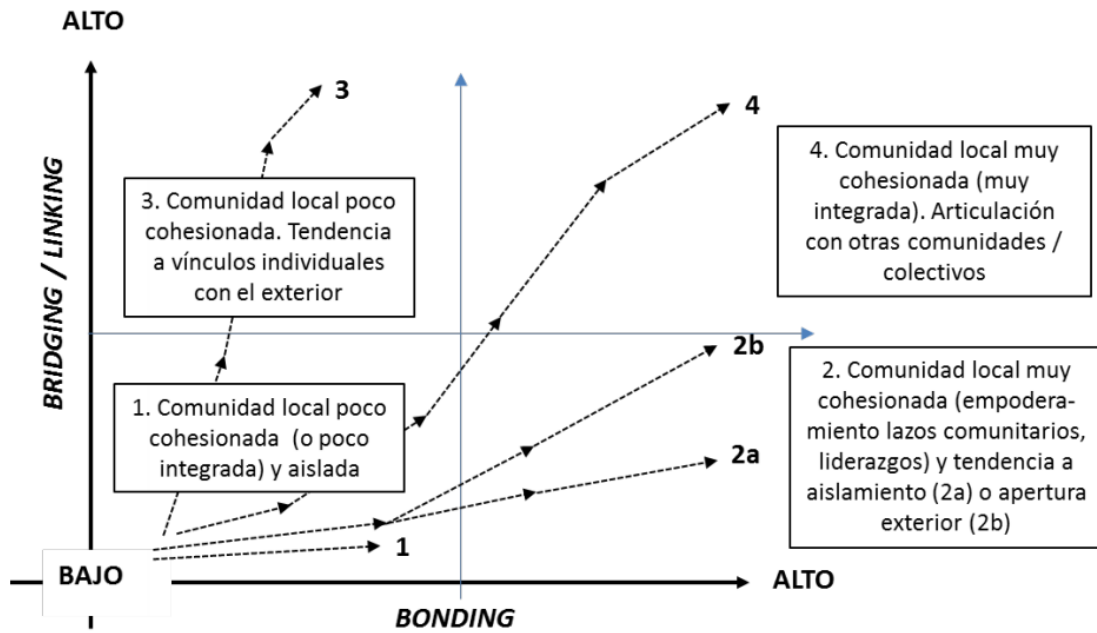 ALTO
3
4
3. Comunidad local poco
cohesionada. Tendencia
a vínculos individuales
con el exterior
4. Comunidad local muy
cohesionada (muy
integrada). Articulación
con otras comunidades /
colectivos
BRIDGING / LINKING
2b
1. Comunidad local poco
cohesionada (o poco
integrada) y aislada
2. Comunidad local muy
cohesionada (empodera-
miento lazos comunitarios,
liderazgos) y tendencia a
aislamiento (2a) o apertura
exterior (2b)
2a
1
BAJO
ALTO
BONDING